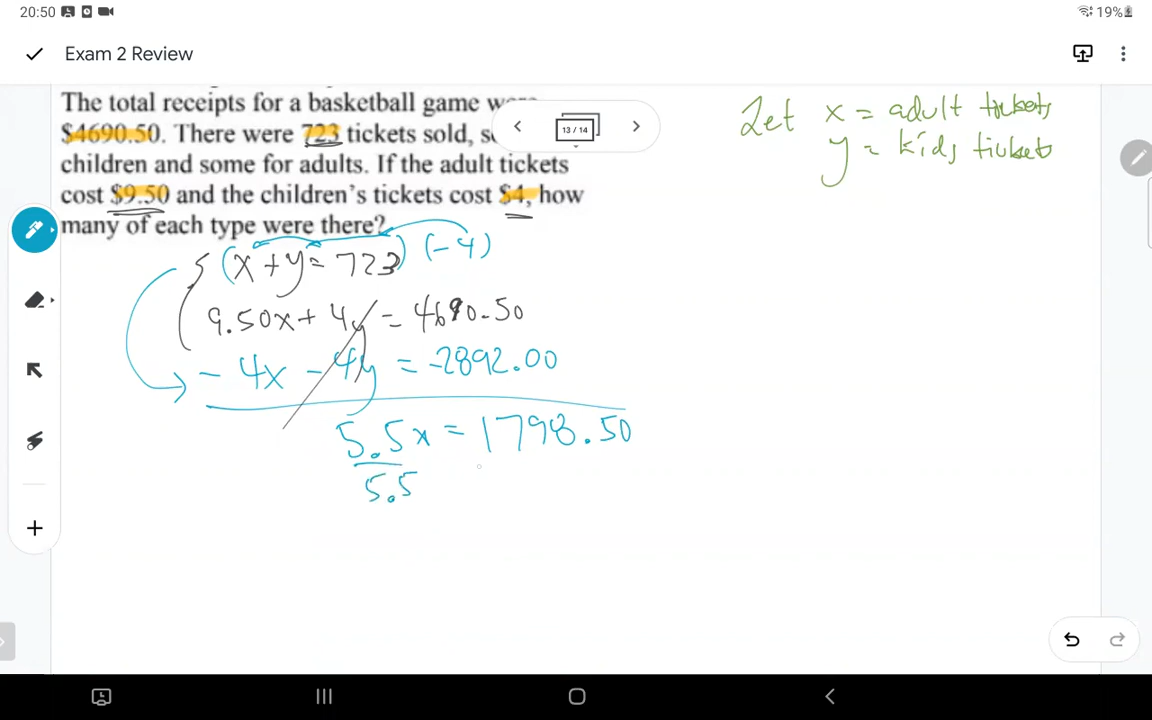 20:50 19%
Exam 2 Review
The total receipts for a basketball game
$4690.50. There were 723 tickets sold,
children and some for adults. If the adult tickets
cost $9.50 and the children's tickets cost $4, how
many of each type were there?
13 / 14
Let x = adult tickets
y = kids tickets
(x + y = 723) (-4)
9.50x + 4y = 4690.50
- 4x - 4y = -2892.00
5.5x = 1798.50
5.5